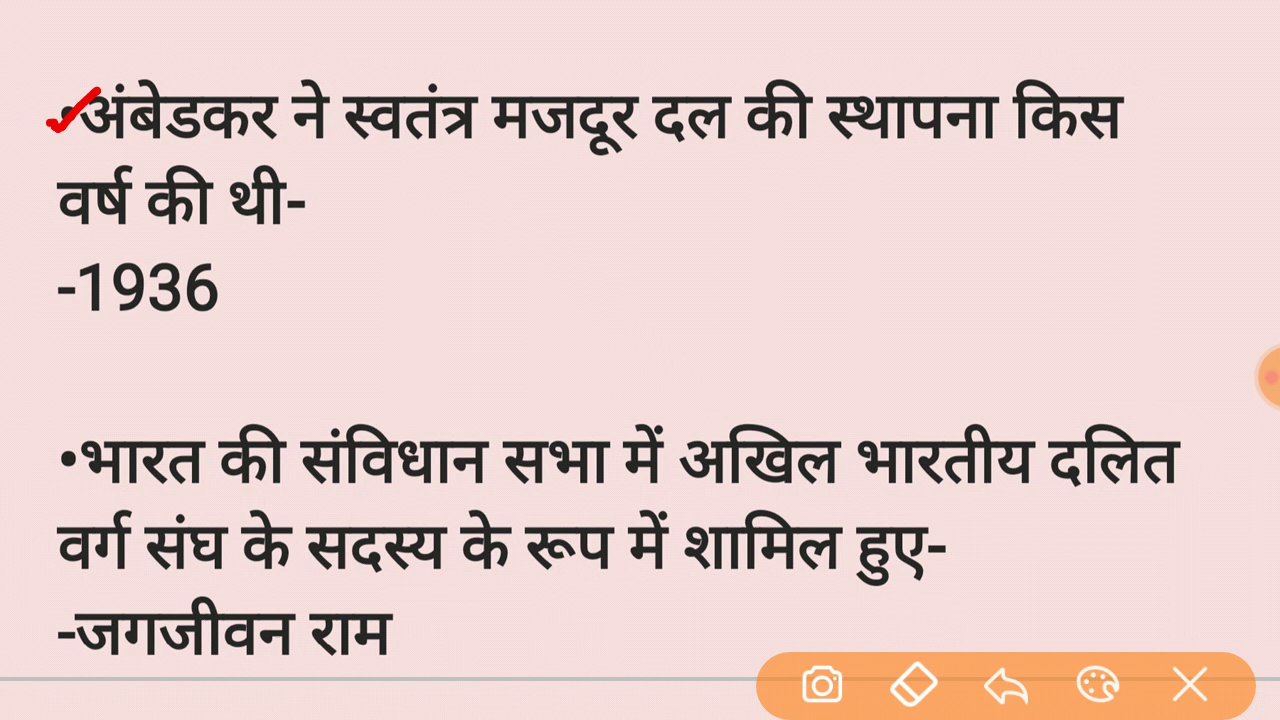 •अंबेडकर ने स्वतंत्र मजदूर दल की स्थापना किस
वर्ष की थी-
-1936
•भारत की संविधान सभा में अखिल भारतीय दलित
वर्ग संघ के सदस्य के रूप में शामिल हुए-
-जगजीवन राम